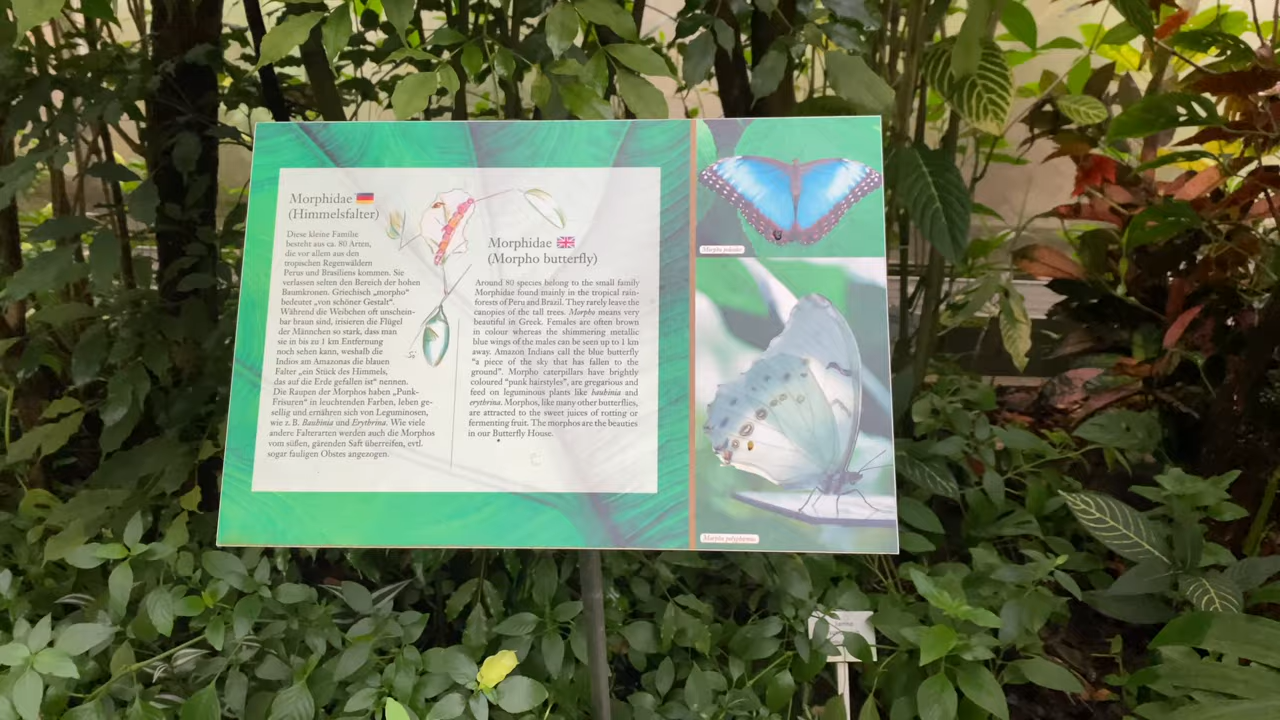 Morphidae
(Himmelsfalter)
Diese kleine Familie
besteht aus ca. 80 Arten,
die vor allem aus den
tropischen Regenwäldern
Perus und Brasiliens kommen. Sie
verlassen selten den Bereich der hohen
Baumkronen. Griechisch „morpho"
bedeutet „von schöner Gestalt".
Während die Weibchen oft unschein-
bar braun sind, irisieren die Flügel
der Männchen so stark, dass man
sie in bis zu 1 km Entfernung
noch sehen kann, weshalb die
Indios am Amazonas die blauen
Falter „ein Stück des Himmels,
das auf die Erde gefallen ist" nennen.
Die Raupen der Morphos haben „Punk-
Frisuren" in leuchtenden Farben, leben ge-
sellig und ernähren sich von Leguminosen,
wie z. B. Bauhinia und Erythrina. Wie viele
andere Falterarten werden auch die Morphos
vom süßen, gärenden Saft überreifen, evtl.
sogar fauligen Obstes angezogen.
Morphidae
(Morpho butterfly)
Around 80 species belong to the small family
Morphidae found mainly in the tropical rain-
forests of Peru and Brazil. They rarely leave the
canopies of the tall trees. Morpho means very
beautiful in Greek. Females are often brown
in colour whereas the shimmering metallic
blue wings of the males can be seen up to 1 km
away. Amazon Indians call the blue butterfly
"a piece of the sky that has fallen to the
ground". Morpho caterpillars have brightly
coloured "punk hairstyles", are gregarious and
feed on leguminous plants like bauhinia and
erythrina. Morphos, like many other butterflies,
are attracted to the sweet juices of rotting or
fermenting fruit. The morphos are the beauties
in our Butterfly House.
Morpho peleides
Morpho polyphemus